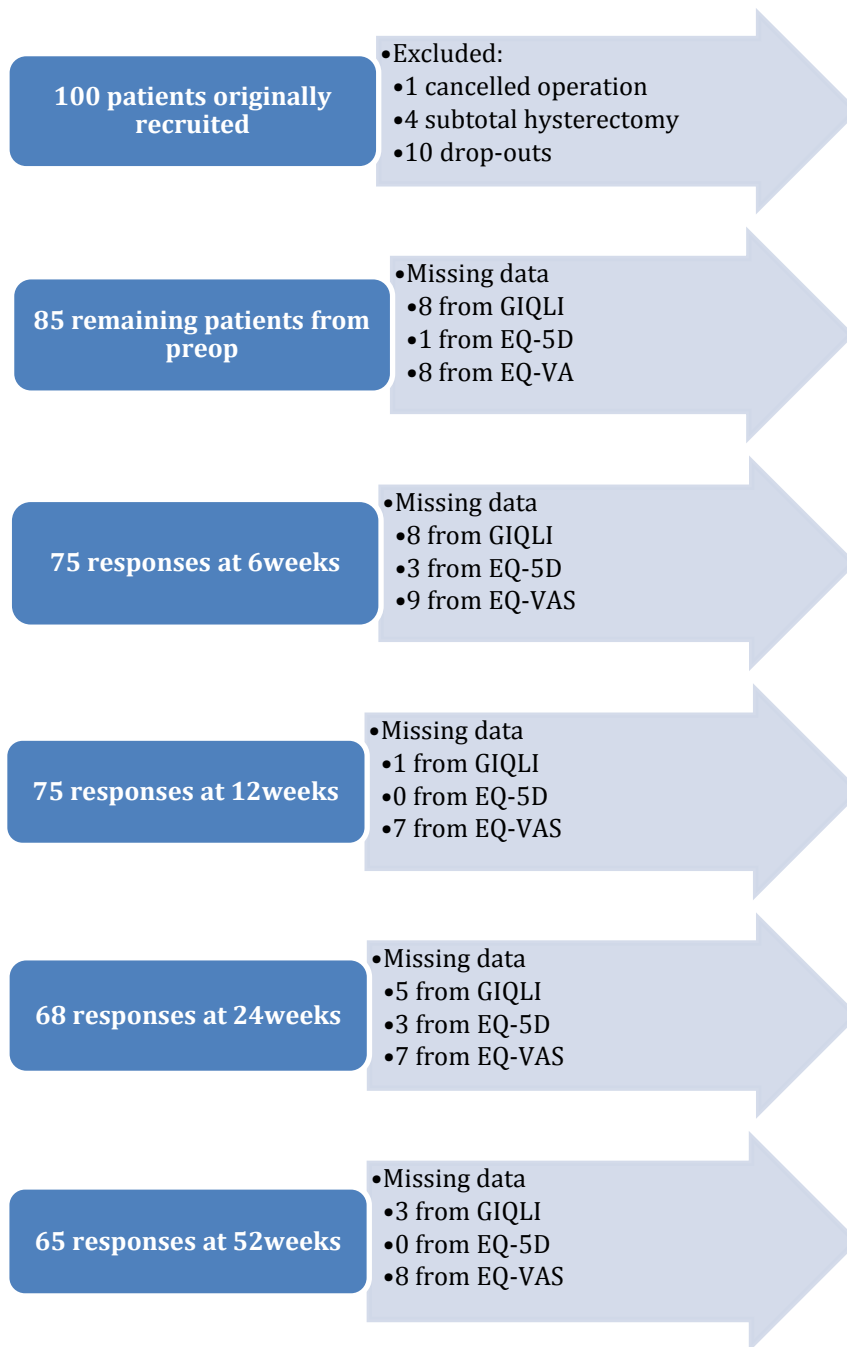 100 patients originally
recruited
•Excluded:
•1 cancelled operation
•4 subtotal hysterectomy
•10 drop-outs
85 remaining patients from
preop
•Missing data
•8 from GIQLI
•1 from EQ-5D
•8 from EQ-VA
75 responses at 6weeks
•Missing data
•8 from GIQLI
•3 from EQ-5D
•9 from EQ-VAS
75 responses at 12weeks
•Missing data
•1 from GIQLI
•0 from EQ-5D
•7 from EQ-VAS
68 responses at 24weeks
•Missing data
•5 from GIQLI
•3 from EQ-5D
•7 from EQ-VAS
65 responses at 52weeks
•Missing data
•3 from GIQLI
•0 from EQ-5D
•8 from EQ-VAS